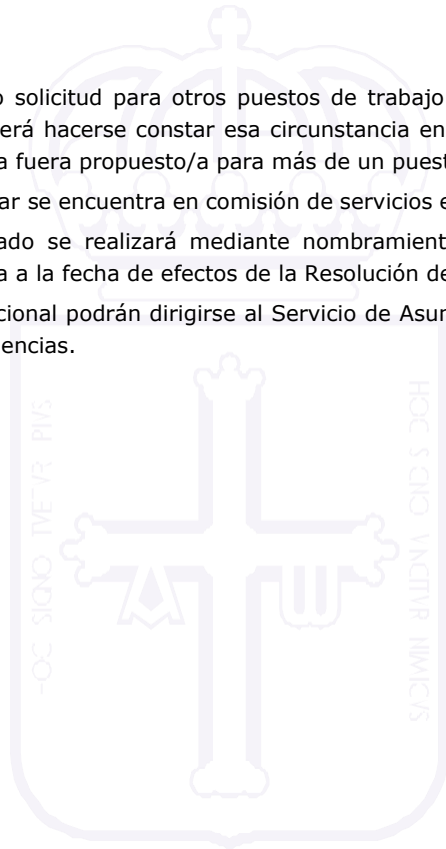 solicitud para otros puestos de trabajo
erá hacerse constar esa circunstancia en
a fuera propuesto/a para más de un puest
ar se encuentra en comisión de servicios e
ado se realizará mediante nombramient
a a la fecha de efectos de la Resolución de
cional podrán dirigirse al Servicio de Asu
encias.